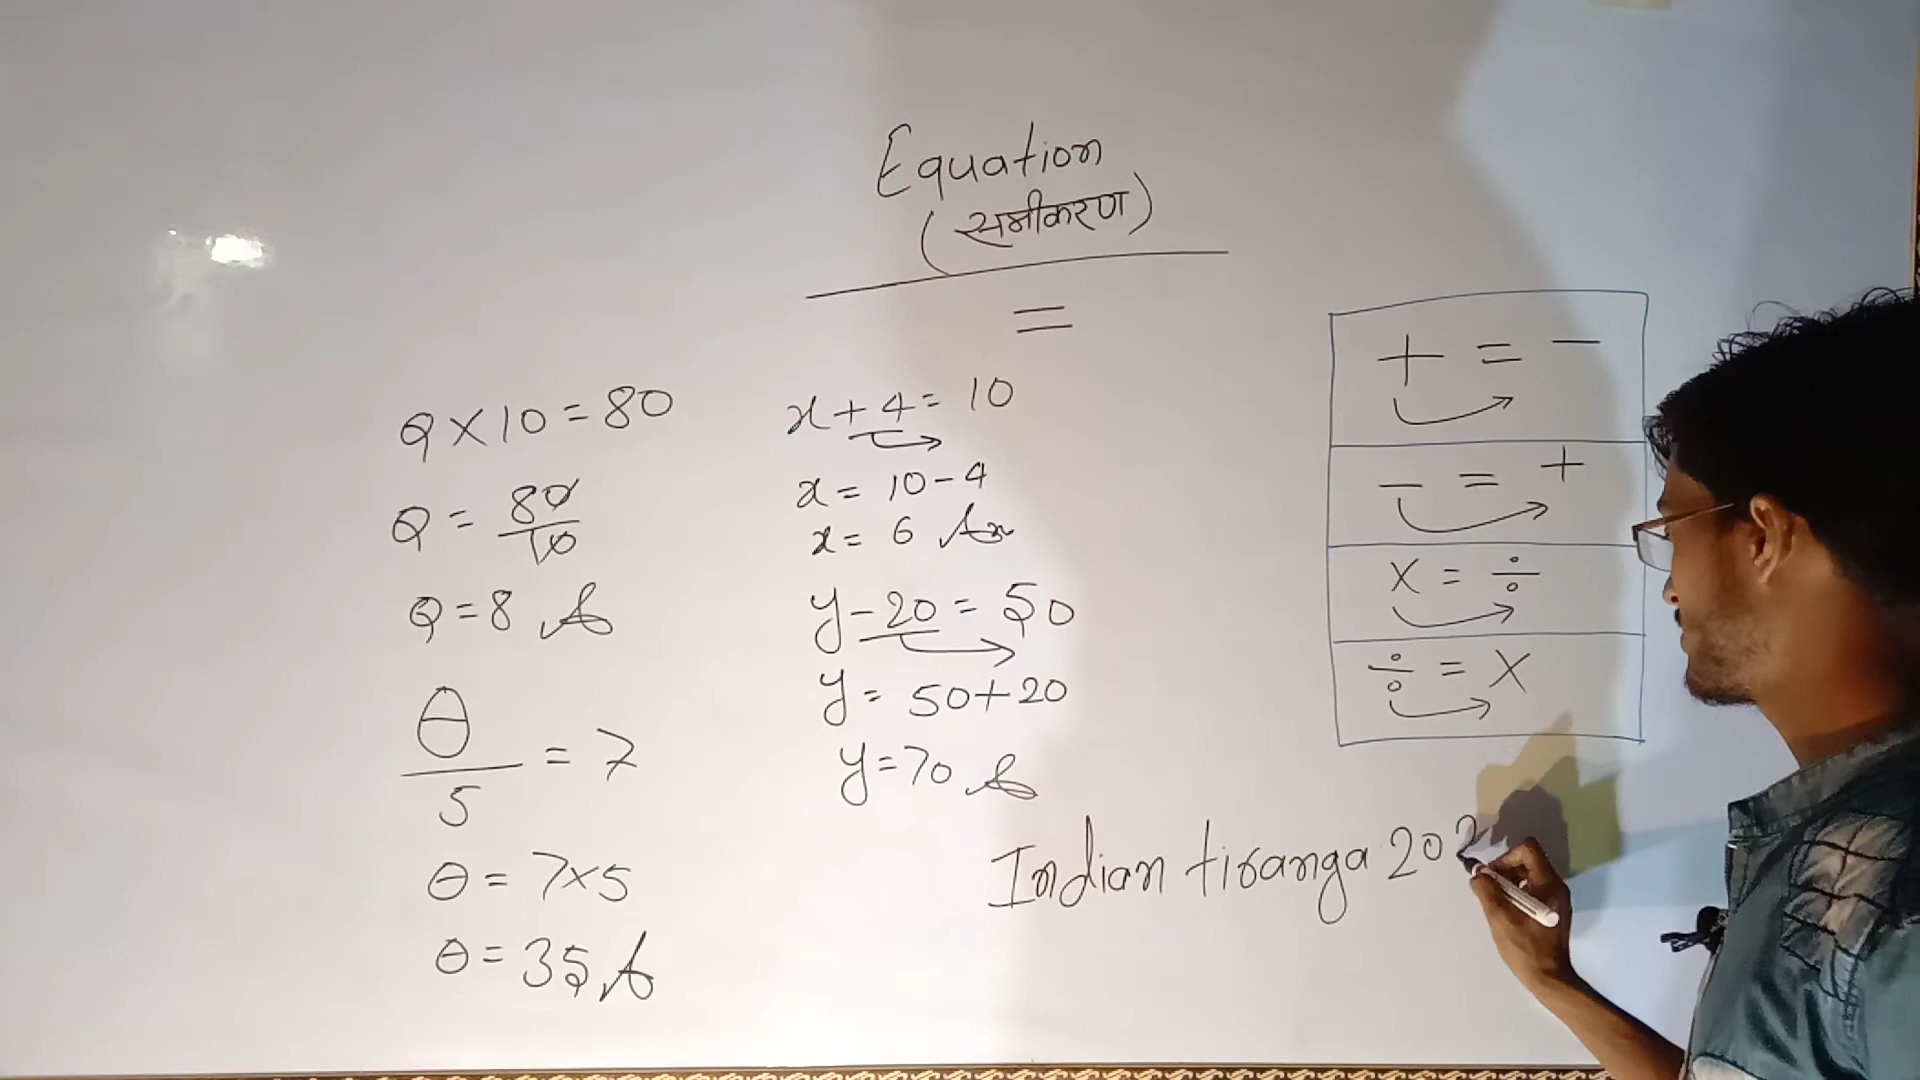 Equation
(समीकरण)
=
Q × 10 = 80
Q = 80/10
Q = 8 A
θ/5 = 7
θ = 7×5
θ = 35 A
x + 4 = 10
x = 10 - 4
x = 6 An
y - 20 = 50
y = 50 + 20
y = 70 A
+ = -
- = +
× = ÷
÷ = ×
Indian tiranga 202